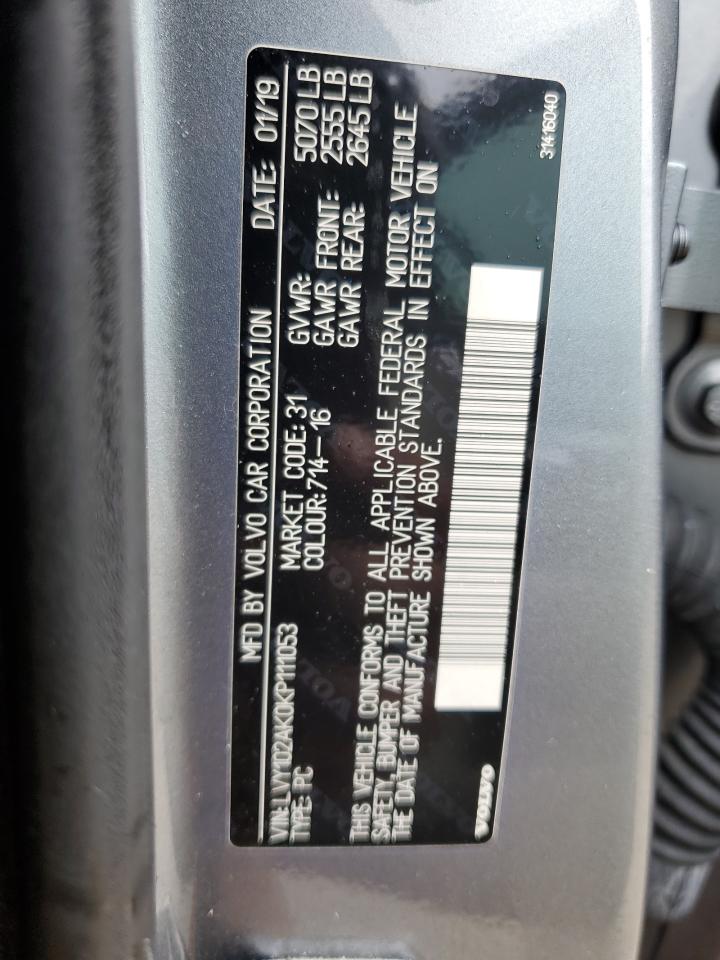 MFD BY VOLVO CAR CORPORATION DATE: 01/19
VIN: LVY102AK0KP111053 MARKET CODE: 31 GVWR: 5070 LB
TYPE: PC COLOUR: 714-16 GAWR FRONT: 2555 LB
GAWR REAR: 2645 LB
THIS VEHICLE CONFORMS TO ALL APPLICABLE FEDERAL MOTOR VEHICLE
SAFETY, BUMPER AND THEFT PREVENTION STANDARDS IN EFFECT ON
THE DATE OF MANUFACTURE SHOWN ABOVE.
VOLVO
31416040